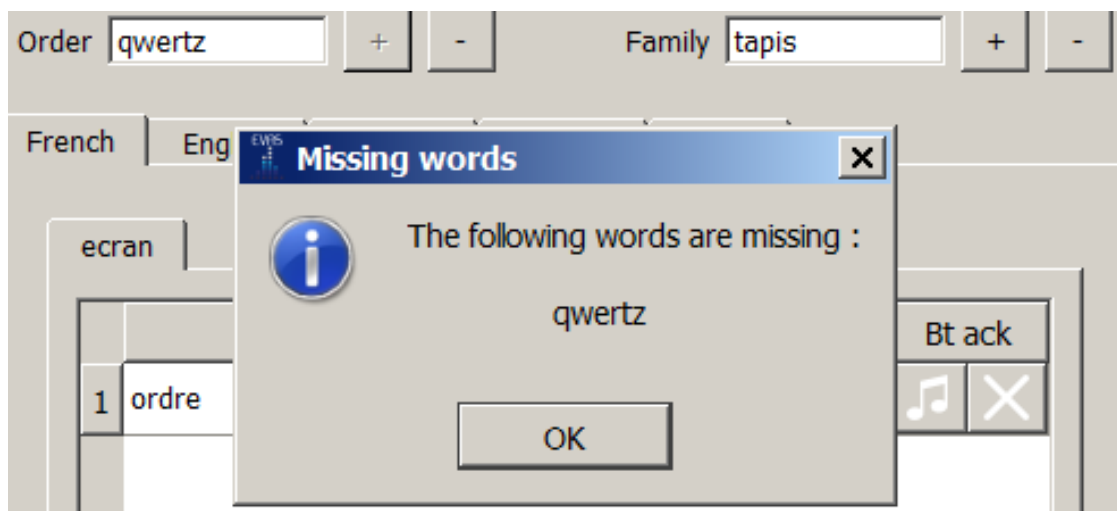 Order qwertz + - Family tapis + -
French Eng
EVAS Missing words
ecran
The following words are missing :
qwertz
Bt ack
1 ordre
OK